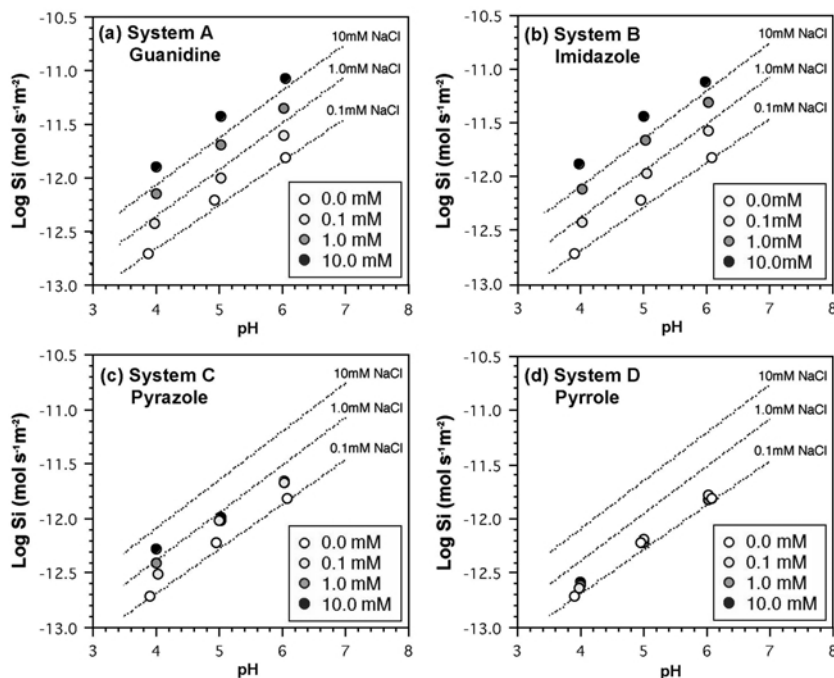 -10.5
-11.0
-11.5
-12.0
-12.5
-13.0
Log Si (mol s⁻¹m⁻²)
(a) System A
Guanidine
10mM NaCl
1.0mM NaCl
0.1mM NaCl
0.0 mM
0.1 mM
1.0 mM
10.0 mM
3 4 5 6 7 8
pH
-10.5
-11.0
-11.5
-12.0
-12.5
-13.0
Log Si (mol s⁻¹m⁻²)
(b) System B
Imidazole
10mM NaCl
1.0mM NaCl
0.1mM NaCl
0.0mM
0.1mM
1.0mM
10.0mM
3 4 5 6 7 8
pH
-10.5
-11.0
-11.5
-12.0
-12.5
-13.0
Log Si (mol s⁻¹m⁻²)
(c) System C
Pyrazole
10mM NaCl
1.0mM NaCl
0.1mM NaCl
0.0 mM
0.1 mM
1.0 mM
10.0 mM
3 4 5 6 7 8
pH
-10.5
-11.0
-11.5
-12.0
-12.5
-13.0
Log Si (mol s⁻¹m⁻²)
(d) System D
Pyrrole
10mM NaCl
1.0mM NaCl
0.1mM NaCl
0.0 mM
0.1 mM
1.0 mM
10.0 mM
3 4 5 6 7 8
pH